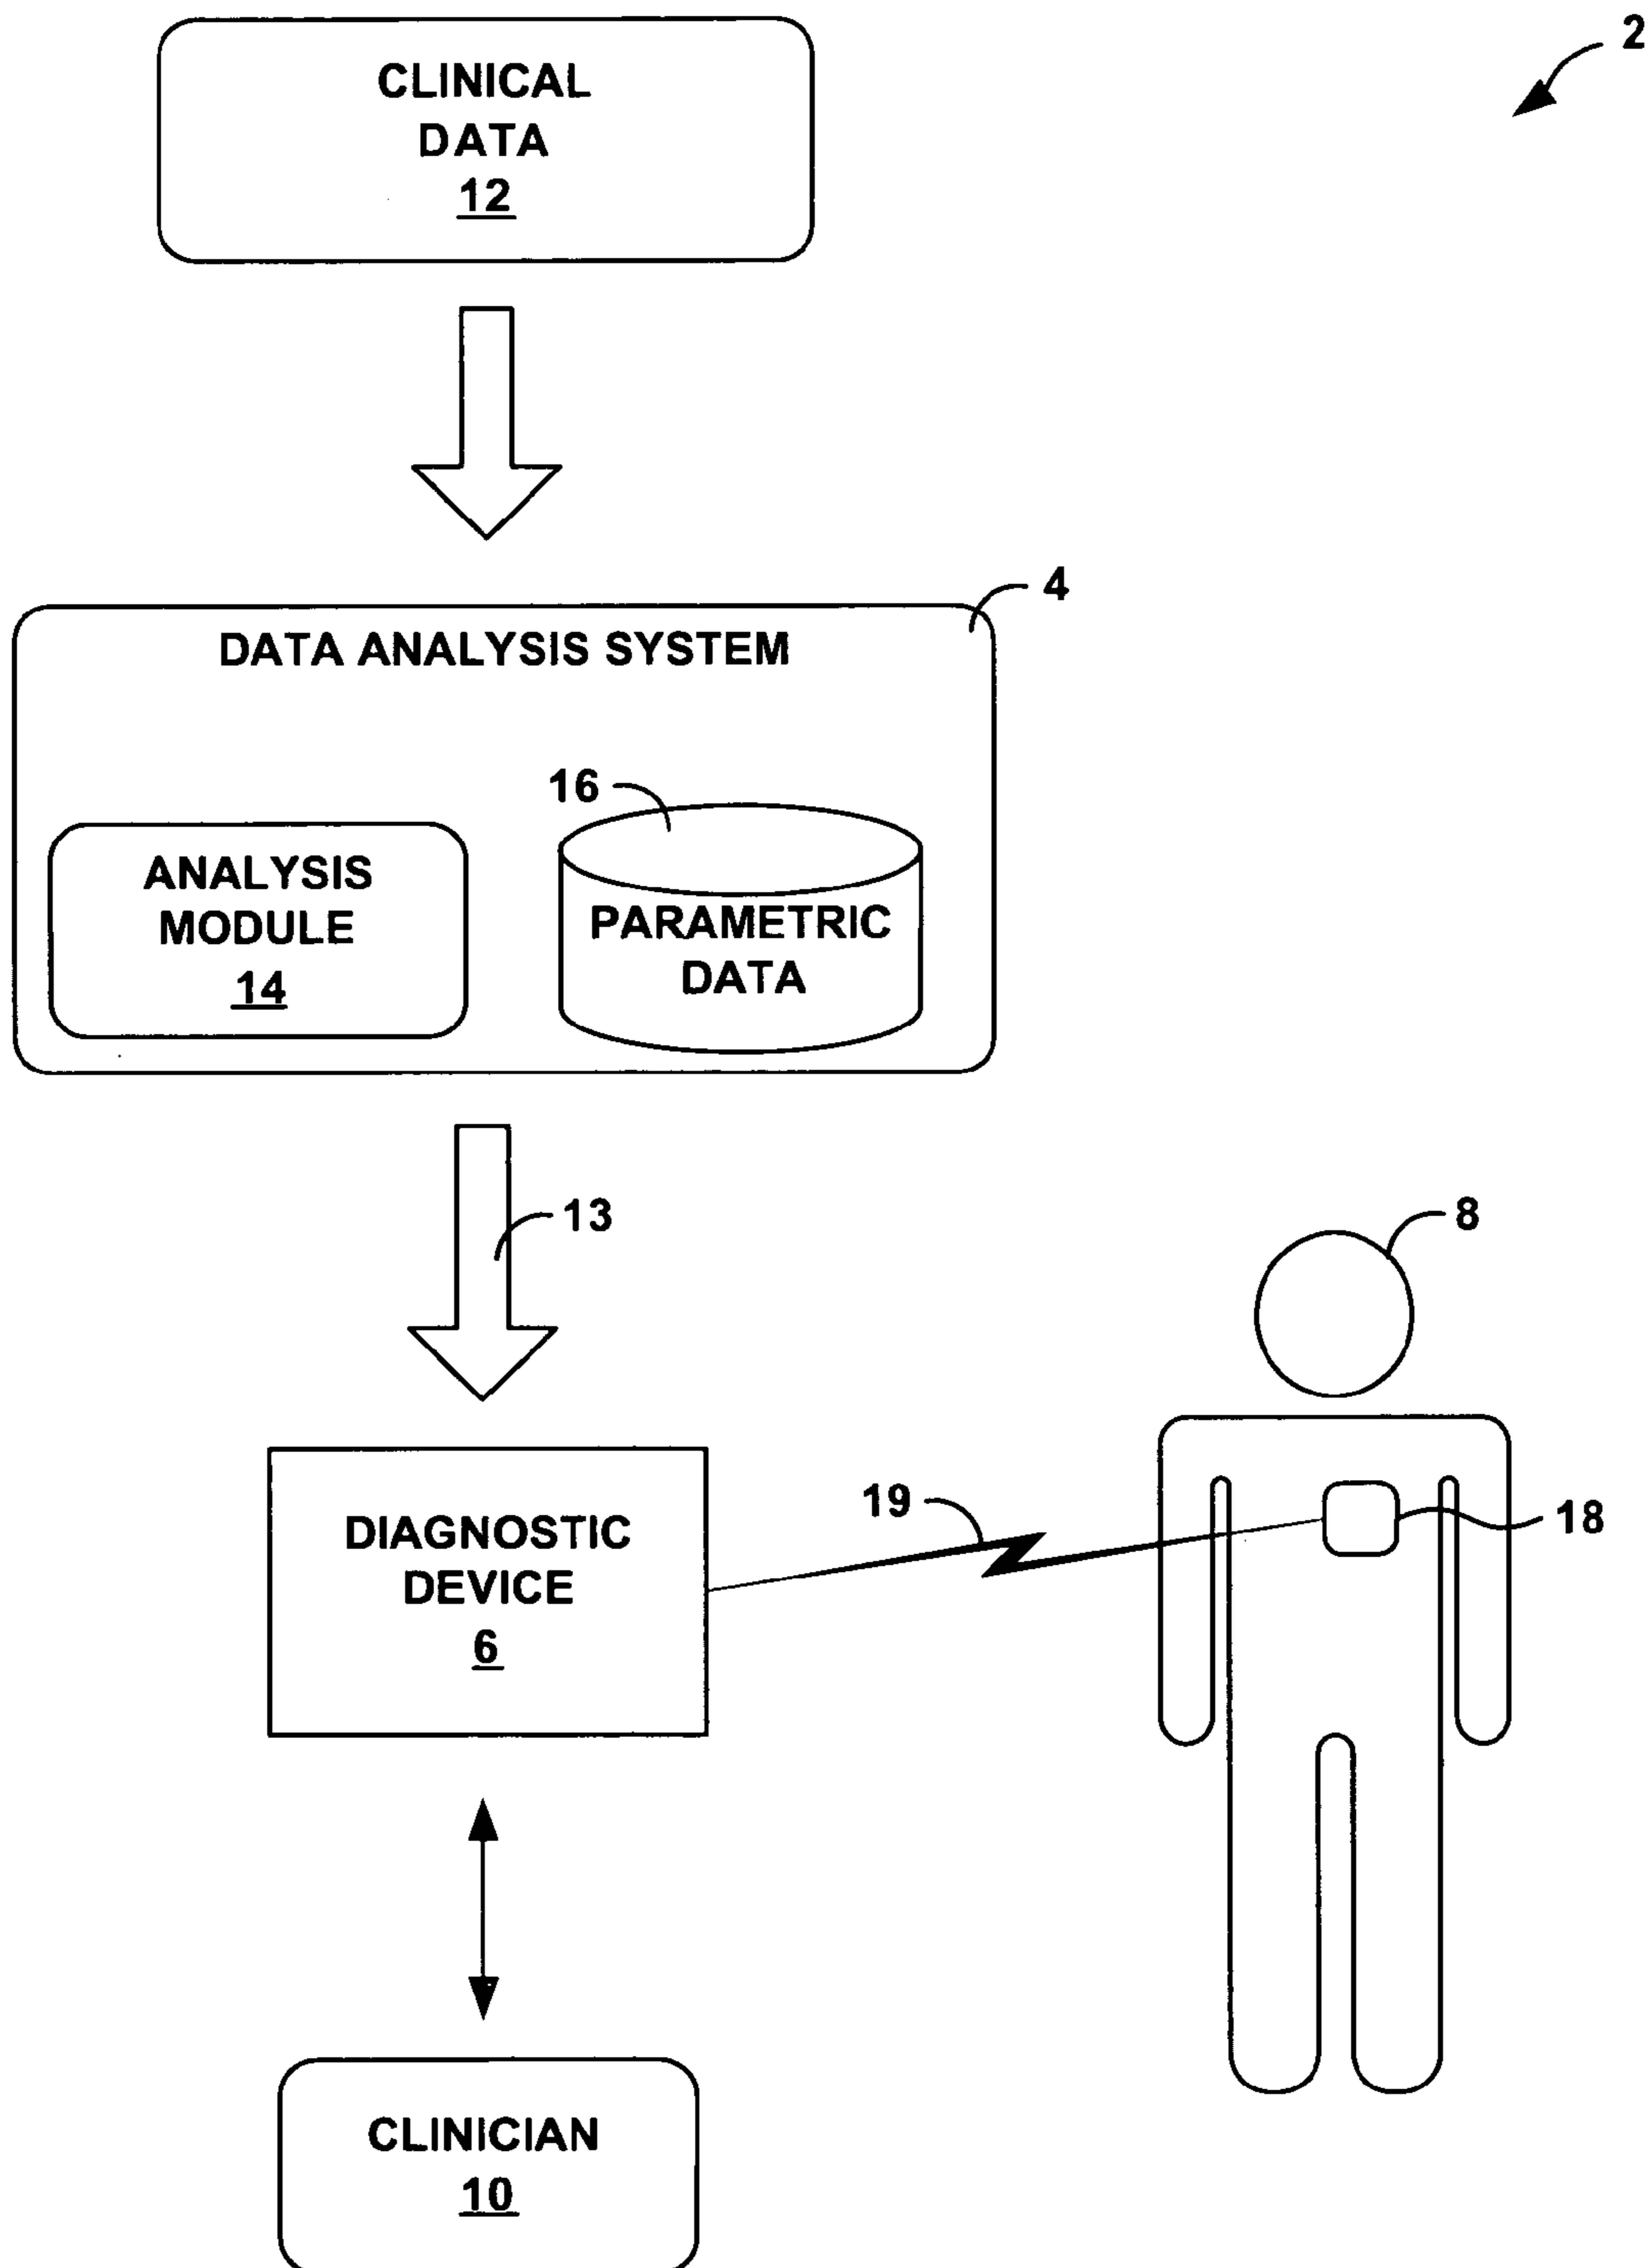 2
CLINICAL
DATA
12
4
DATA ANALYSIS SYSTEM
16
ANALYSIS
MODULE
14
PARAMETRIC
DATA
13
8
19
18
DIAGNOSTIC
DEVICE
6
CLINICIAN
10